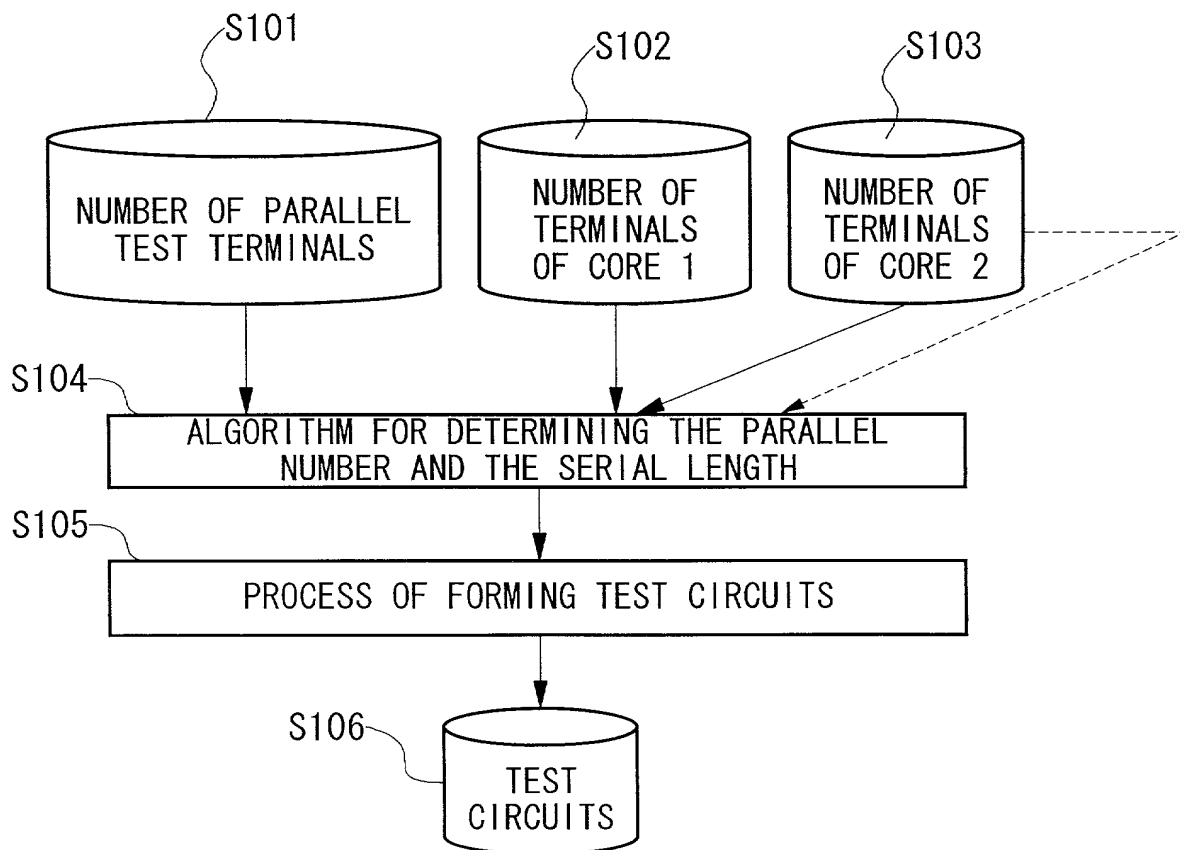 S101
S102
S103
NUMBER OF PARALLEL
TEST TERMINALS
NUMBER OF
TERMINALS
OF CORE 1
NUMBER OF
TERMINALS
OF CORE 2
S104
ALGORITHM FOR DETERMINING THE PARALLEL
NUMBER AND THE SERIAL LENGTH
S105
PROCESS OF FORMING TEST CIRCUITS
S106
TEST
CIRCUITS